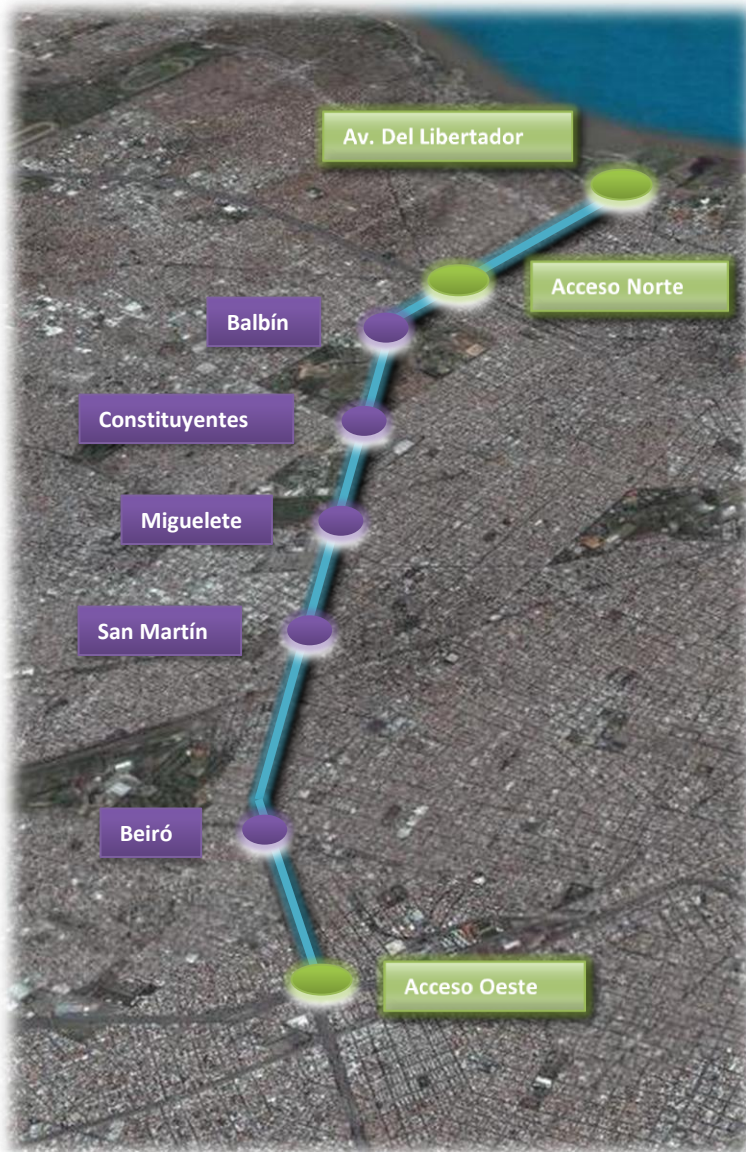 Av. Del Libertador
Acceso Norte
Balbín
Constituyentes
Miguelete
San Martín
Beiró
Acceso Oeste